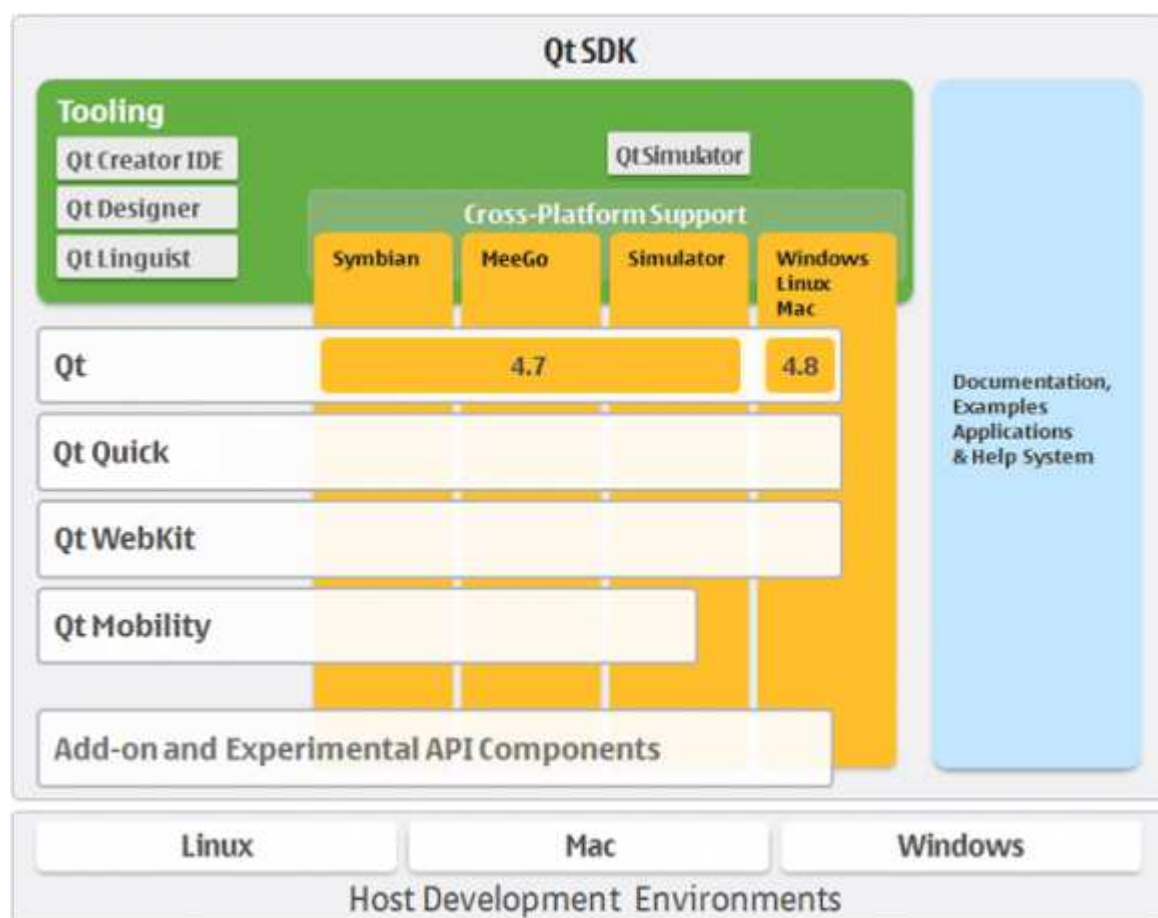 Qt SDK
Tooling
Qt Creator IDE
Qt Designer
Qt Linguist
Qt Simulator
Cross-Platform Support
Symbian
MeeGo
Simulator
Windows
Linux
Mac
Qt
4.7
4.8
Qt Quick
Qt WebKit
Qt Mobility
Add-on and Experimental API Components
Documentation,
Examples
Applications
& Help System
Linux
Mac
Windows
Host Development Environments